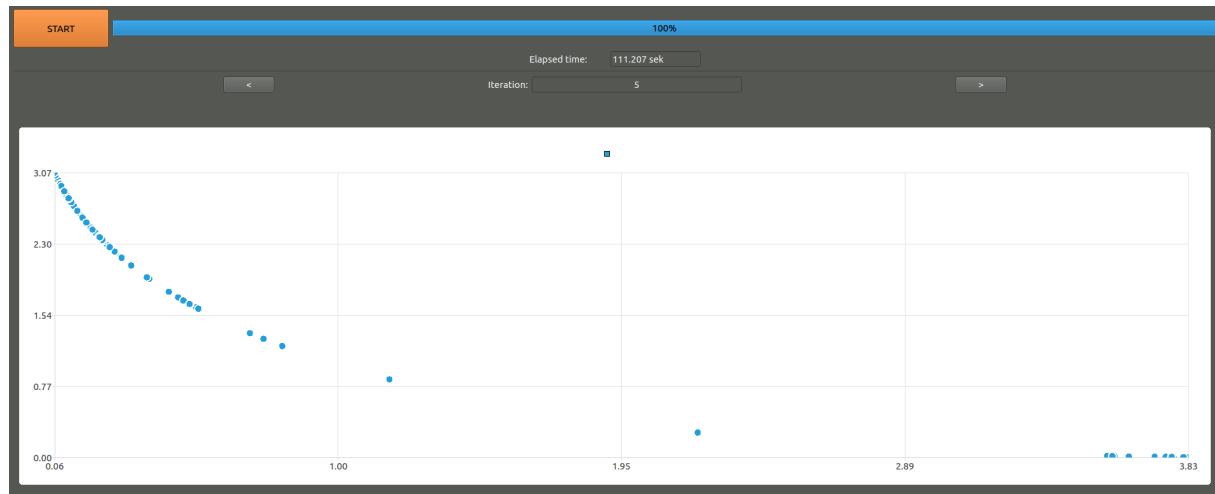 START 100%
Elapsed time: 111.207 sek
< Iteration: 5 >
3.07
2.30
1.54
0.77
0.00
0.06 1.00 1.95 2.89 3.83